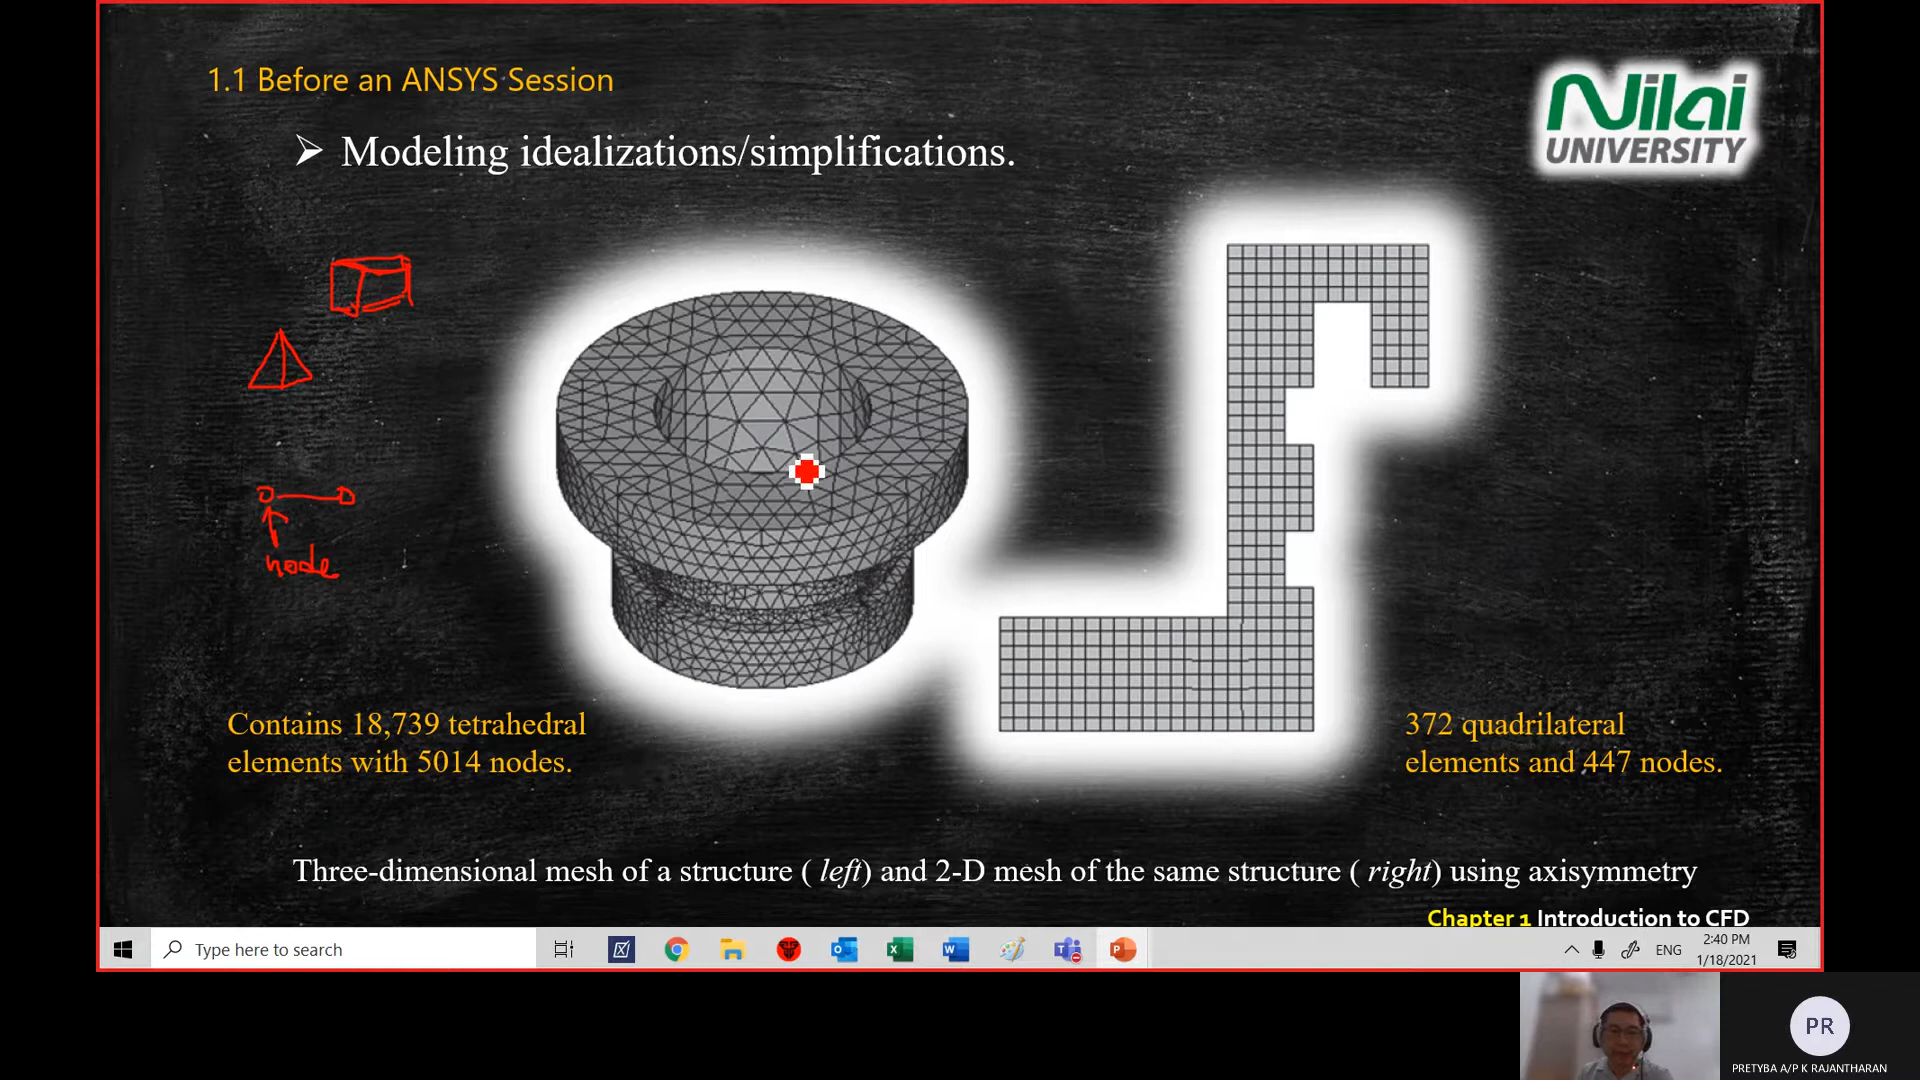 1.1 Before an ANSYS Session
Nilai
UNIVERSITY
➢ Modeling idealizations/simplifications.
node
Contains 18,739 tetrahedral
elements with 5014 nodes.
372 quadrilateral
elements and 447 nodes.
Three-dimensional mesh of a structure ( left) and 2-D mesh of the same structure ( right) using axisymmetry
Chapter 1 Introduction to CFD
Type here to search
ENG
2:40 PM
1/18/2021
PR
PRETYBA A/P K RAJANTHARAN